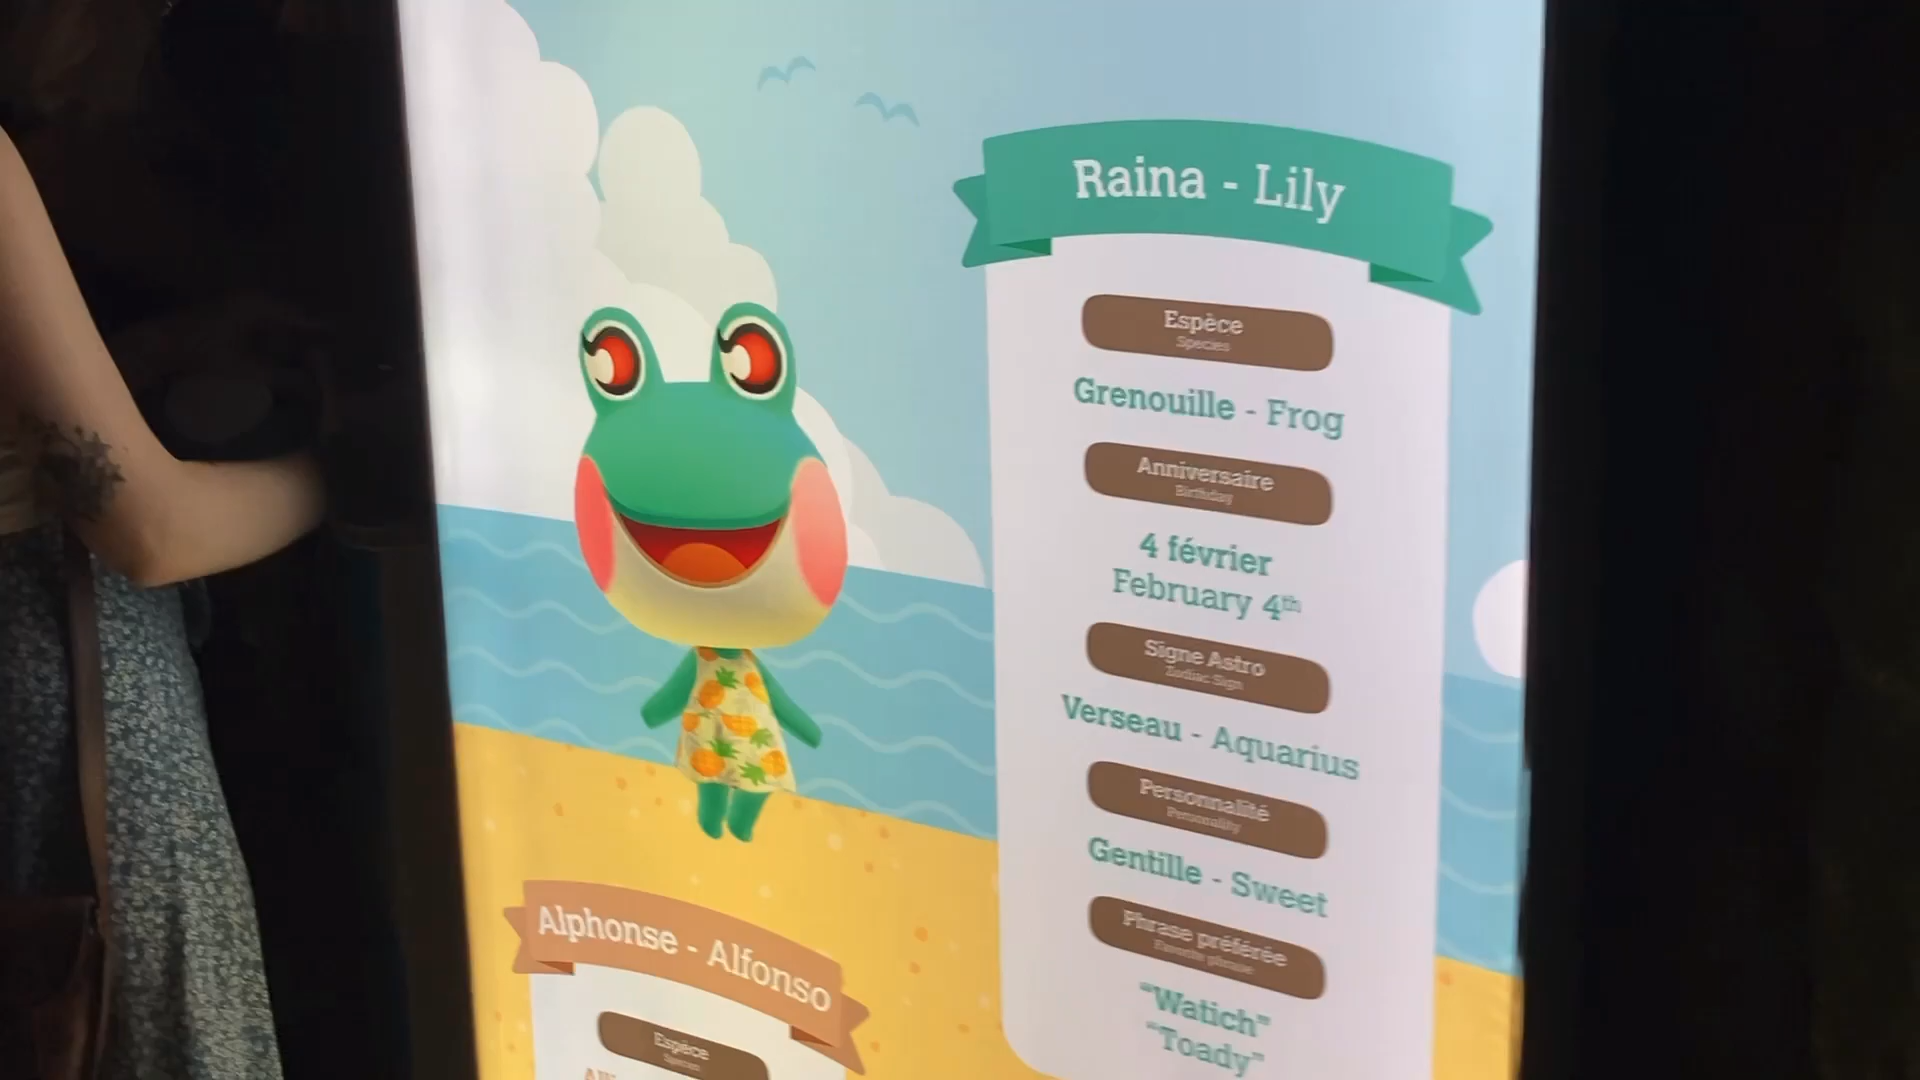 Raina - Lily
Espèce
Species
Grenouille - Frog
Anniversaire
Birthday
4 février
February 4th
Signe Astro
Zodiac Sign
Verseau - Aquarius
Personnalité
Personality
Gentille - Sweet
Phrase préférée
Favorite phrase
“Watich”
“Toady”
Alphonse - Alfonso
Espèce
Species